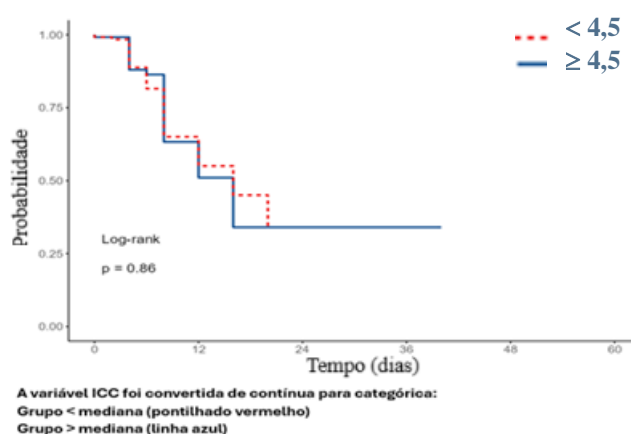 < 4,5
≥ 4,5
1.00
0.75
0.50
0.25
0.00
Probabilidade
Log-rank
p = 0.86
0 12 24 36 48 60
Tempo (dias)
A variável ICC foi convertida de contínua para categórica:
Grupo < mediana (pontilhado vermelho)
Grupo > mediana (linha azul)